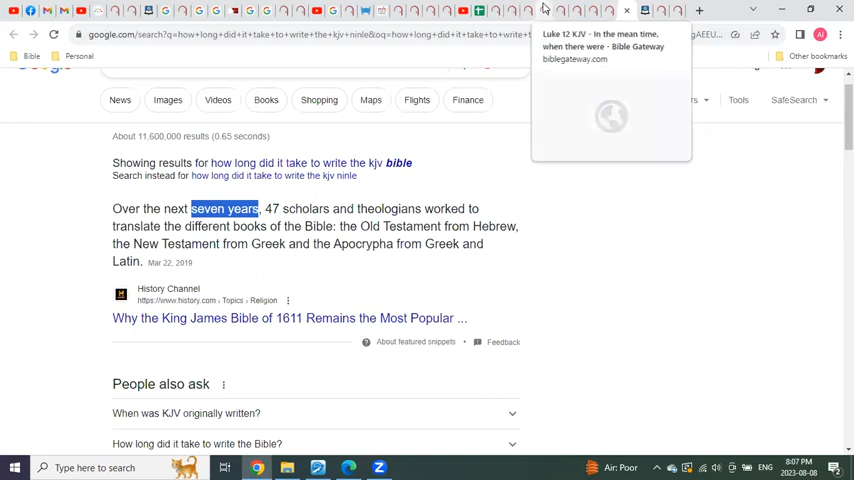 google.com/search?q=how+long+did+it+take+to+write+the+kjv+ninle&oq=how+long+did+it+take+to+write+t
AI
Bible
Personal
Other bookmarks
Luke 12 KJV - In the mean time,
when there were - Bible Gateway
biblegateway.com
News
Images
Videos
Books
Shopping
Maps
Flights
Finance
Tools
SafeSearch
About 11,600,000 results (0.65 seconds)
Showing results for how long did it take to write the kjv bible
Search instead for how long did it take to write the kjv ninle
Over the next seven years, 47 scholars and theologians worked to
translate the different books of the Bible: the Old Testament from Hebrew,
the New Testament from Greek and the Apocrypha from Greek and
Latin. Mar 22, 2019
History Channel
https://www.history.com › Topics › Religion
Why the King James Bible of 1611 Remains the Most Popular ...
About featured snippets • Feedback
People also ask
When was KJV originally written?
How long did it take to write the Bible?
Type here to search
Air: Poor
ENG
8:07 PM
2023-08-08
2